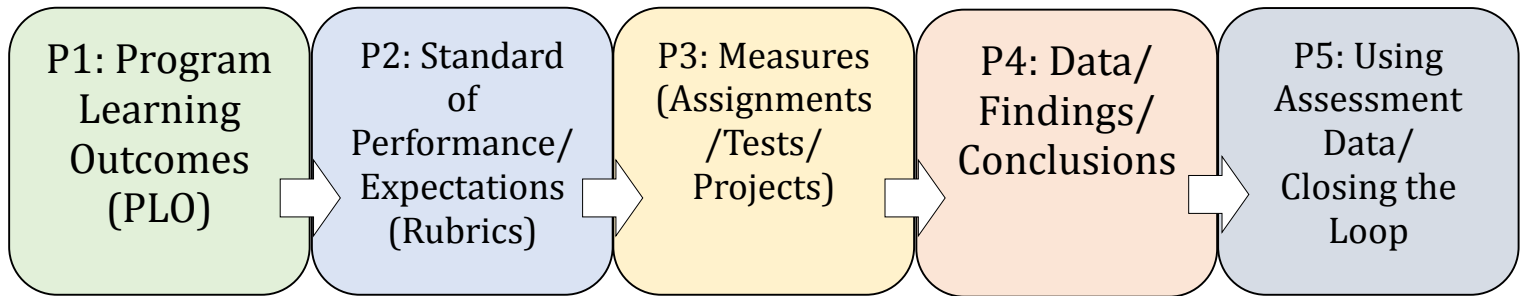 P1: Program
Learning
Outcomes
(PLO)
P2: Standard
of
Performance/
Expectations
(Rubrics)
P3: Measures
(Assignments
/Tests/
Projects)
P4: Data/
Findings/
Conclusions
P5: Using
Assessment
Data/
Closing the
Loop